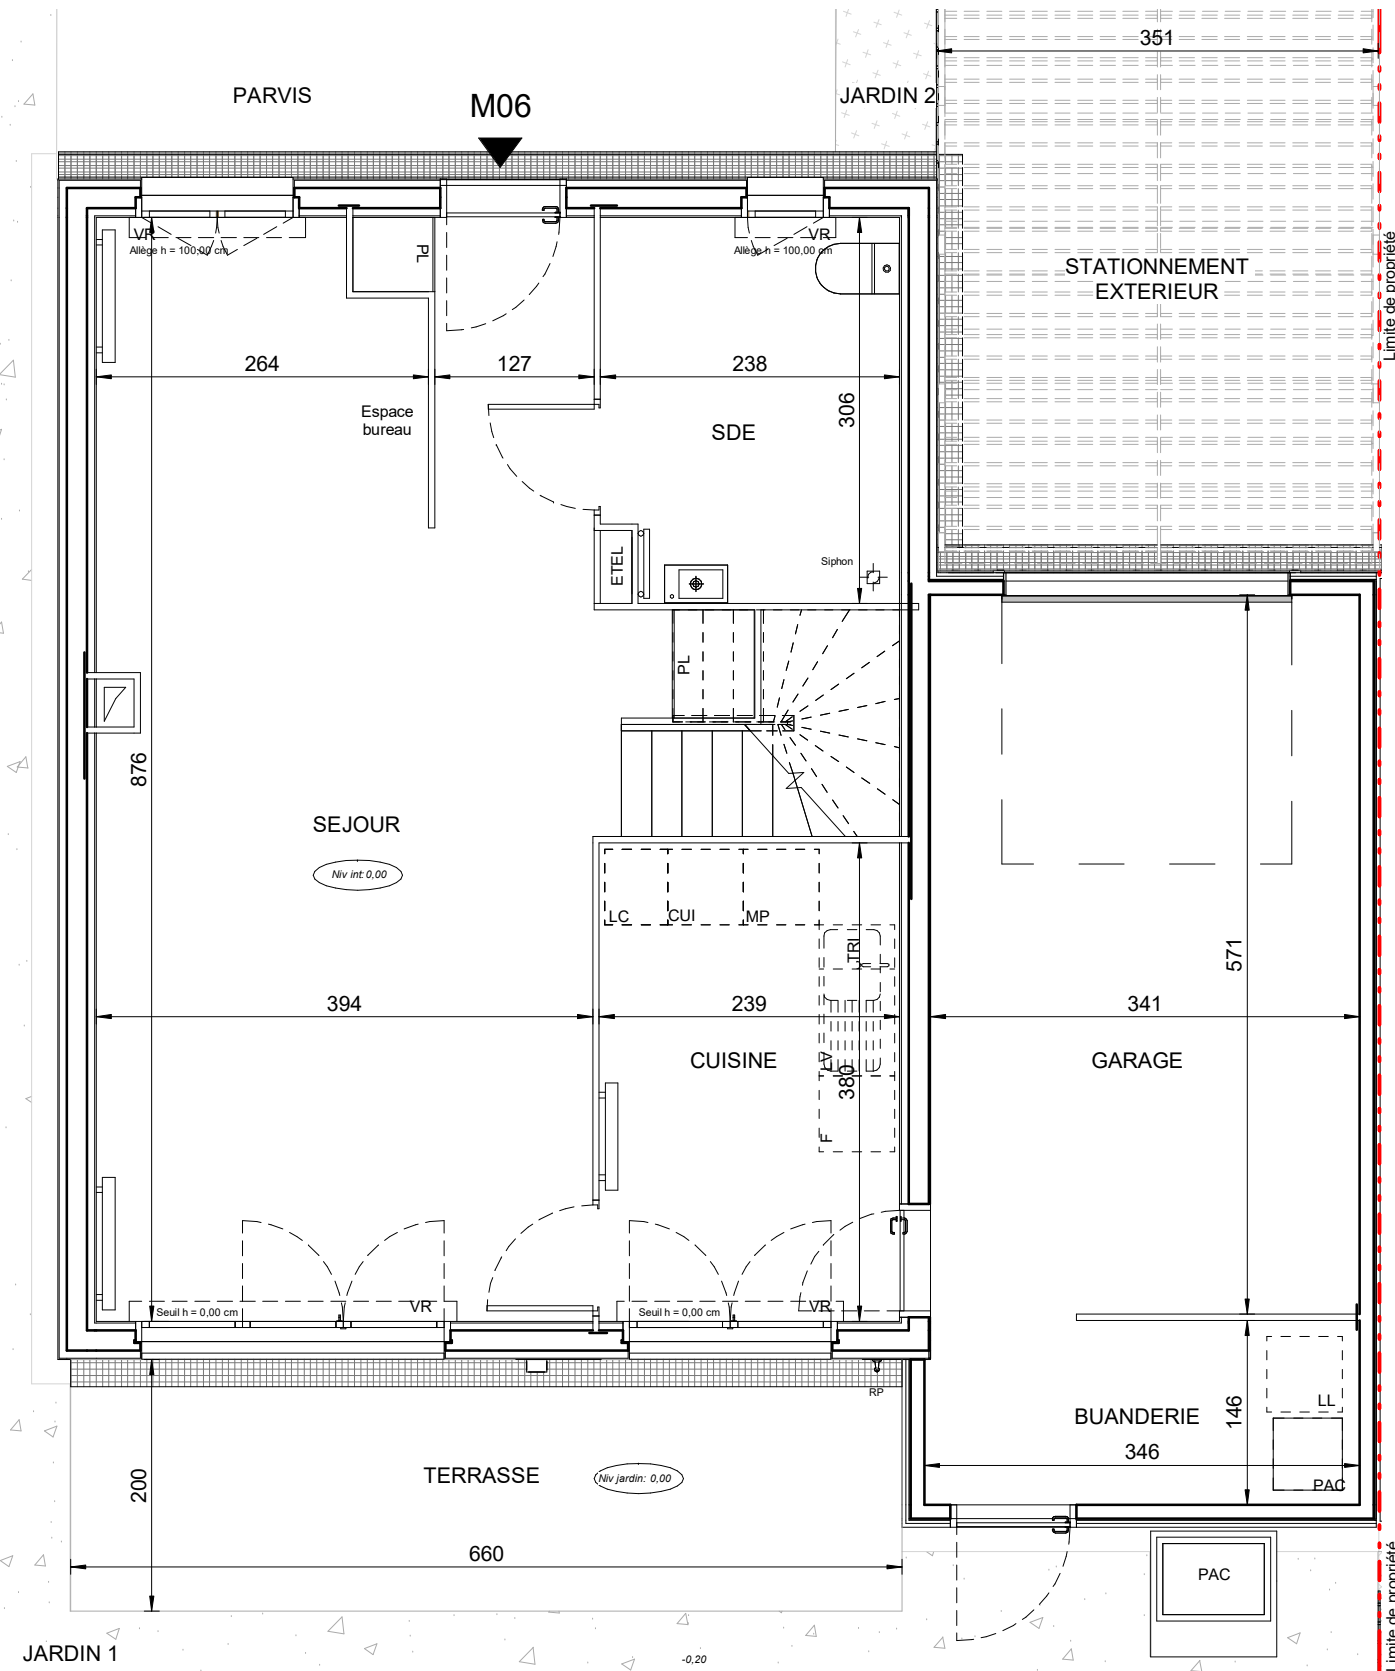 351
PARVIS
M06
JARDIN 2
Limite de propriété
VR
Allège h = 100,00 cm
PL
VR
Allège h = 100,00 cm
STATIONNEMENT
EXTERIEUR
264
127
238
306
Espace
bureau
SDE
ETEL
Siphon
PL
876
SEJOUR
Niv int: 0,00
LC
CUI
MP
TRI
571
394
239
341
CUISINE
LV
380
GARAGE
F
Seuil h = 0,00 cm
VR
Seuil h = 0,00 cm
VR
RP
LL
BUANDERIE
146
346
TERRASSE
Niv jardin: 0,00
200
PAC
660
PAC
Limite de propriété
JARDIN 1
-0,20